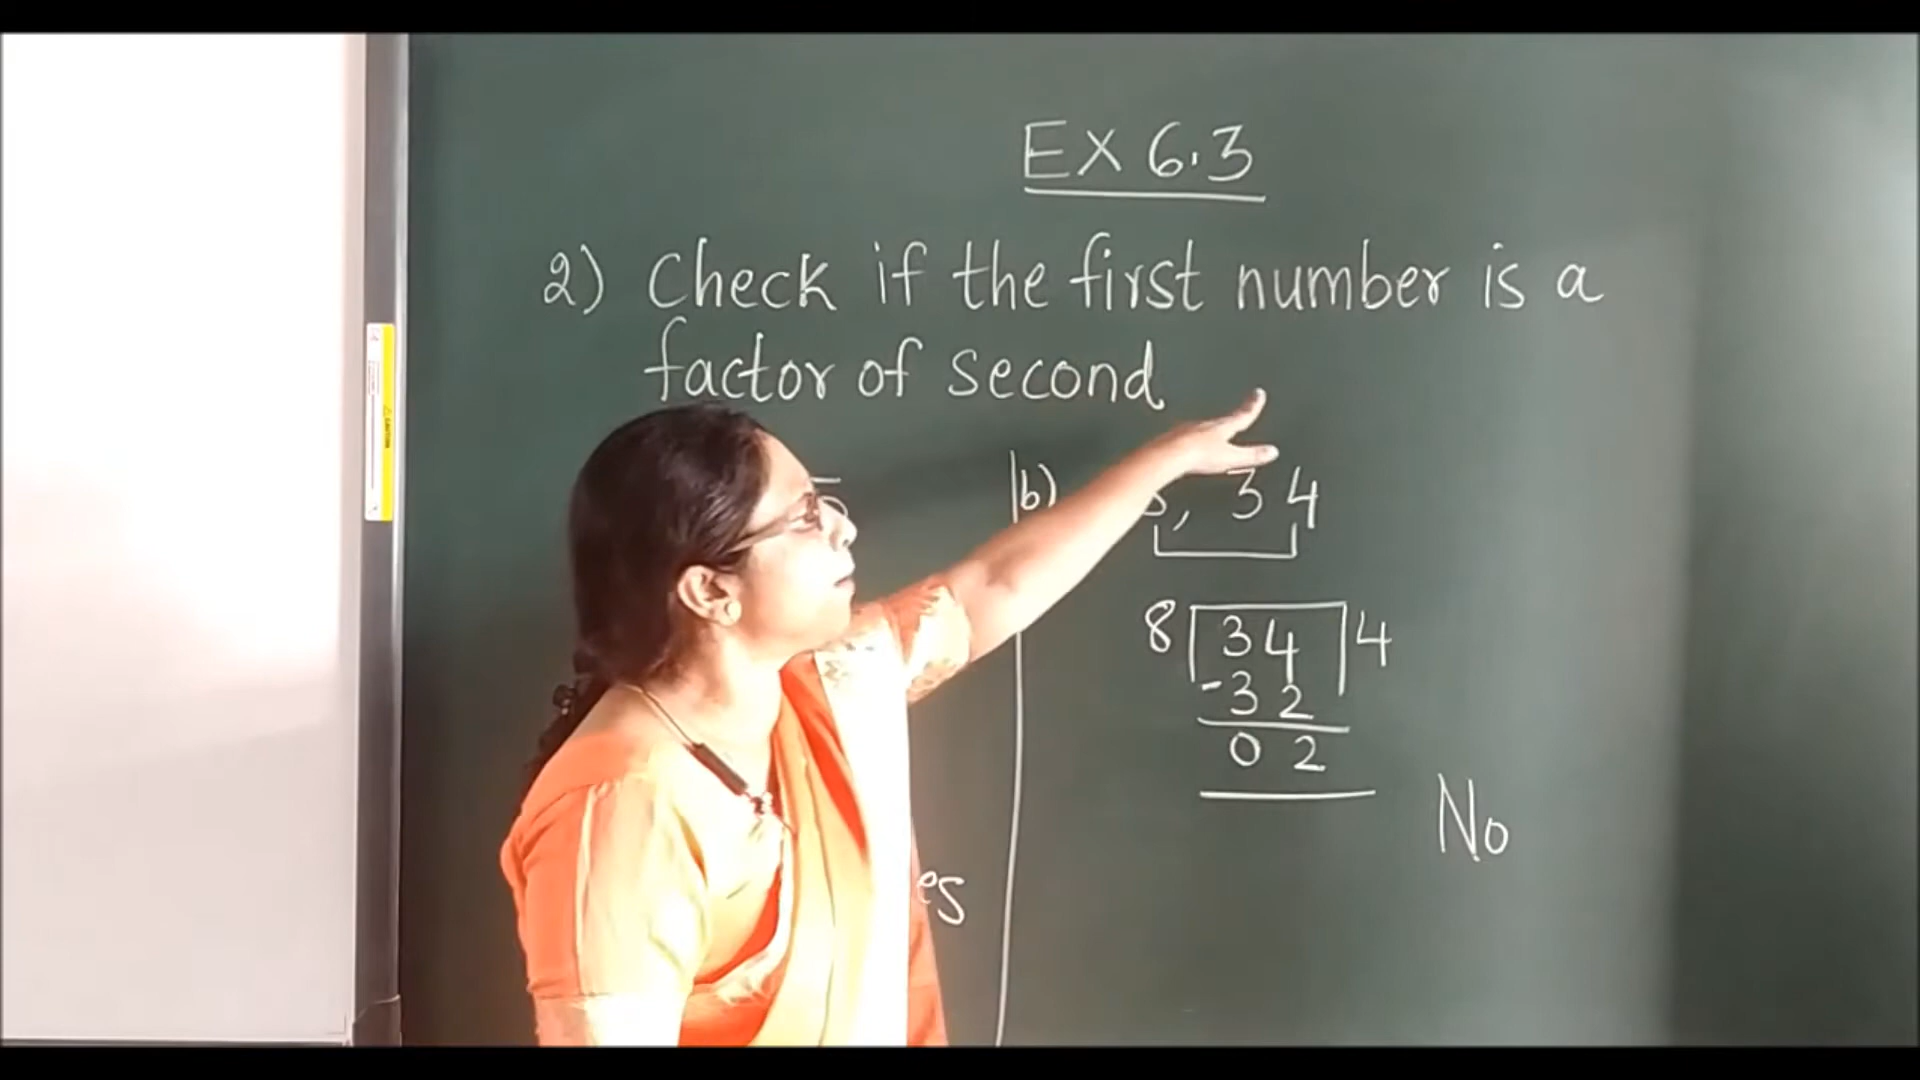 EX 6.3
2) Check if the first number is a
factor of second
b) , 34
8 34 4
-32
02
No
es